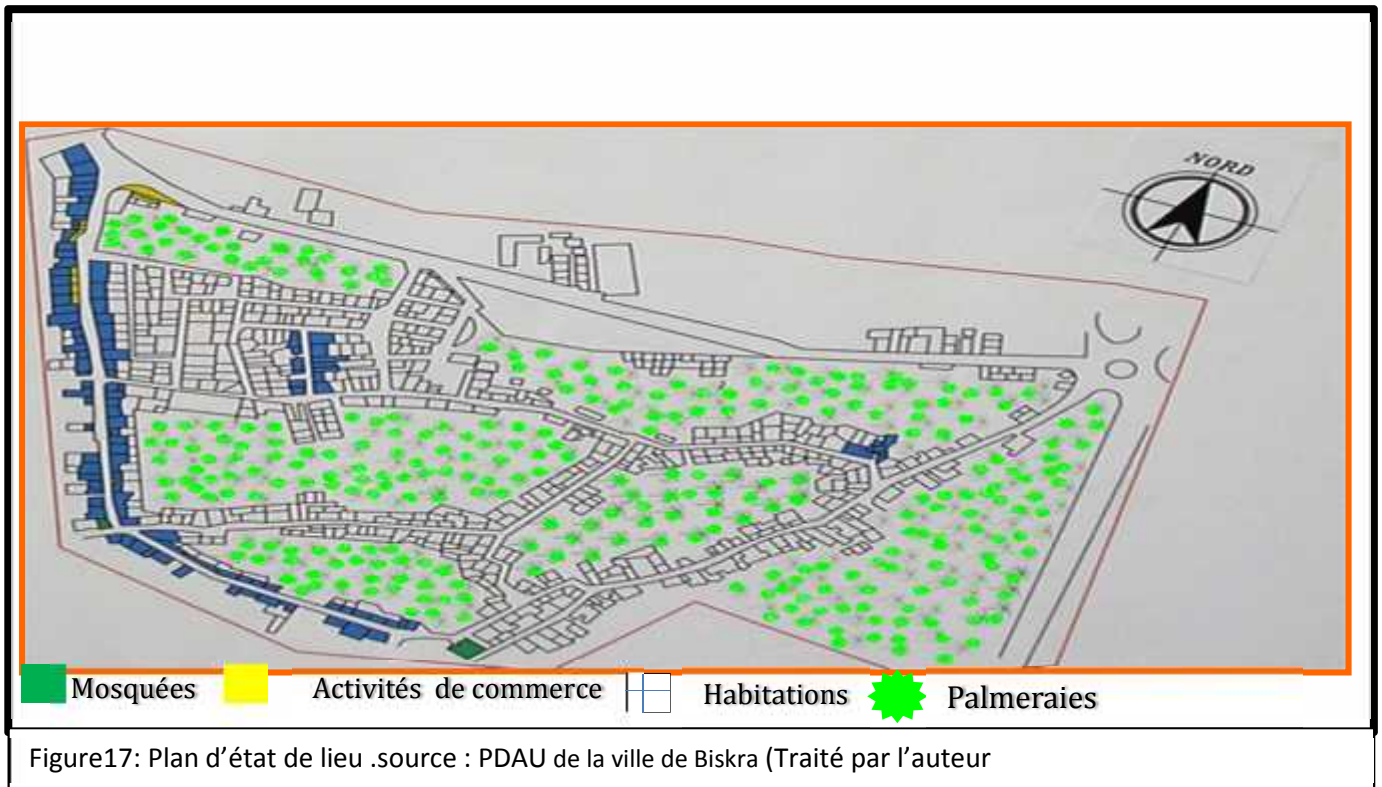 NORD
Mosquées Activités de commerce Habitations Palmeraies
Figure17: Plan d’état de lieu .source : PDAU de la ville de Biskra (Traité par l’auteur